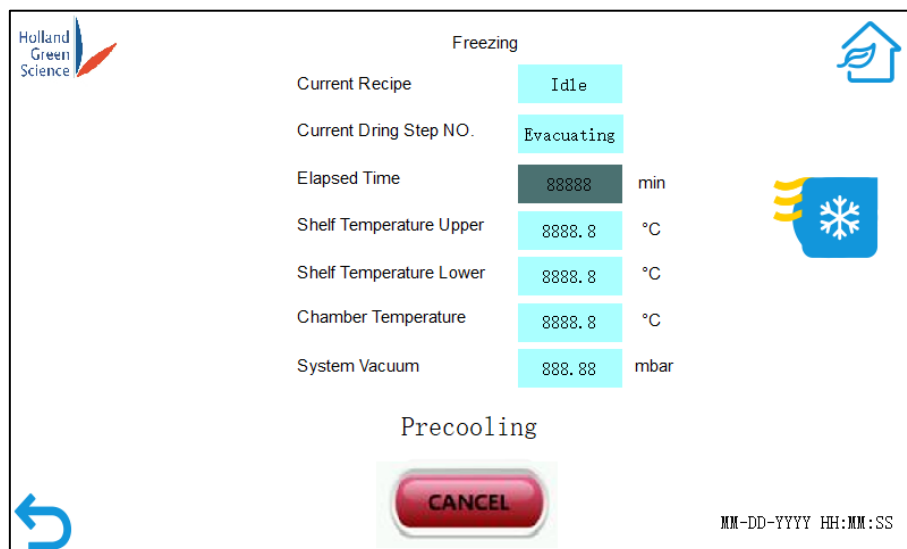 Holland
Green
Science
Freezing
Current Recipe Idle
Current Dring Step NO. Evacuating
Elapsed Time 88888 min
Shelf Temperature Upper 8888.8 °C
Shelf Temperature Lower 8888.8 °C
Chamber Temperature 8888.8 °C
System Vacuum 888.88 mbar
Precooling
CANCEL
MM-DD-YYYY HH:MM:SS